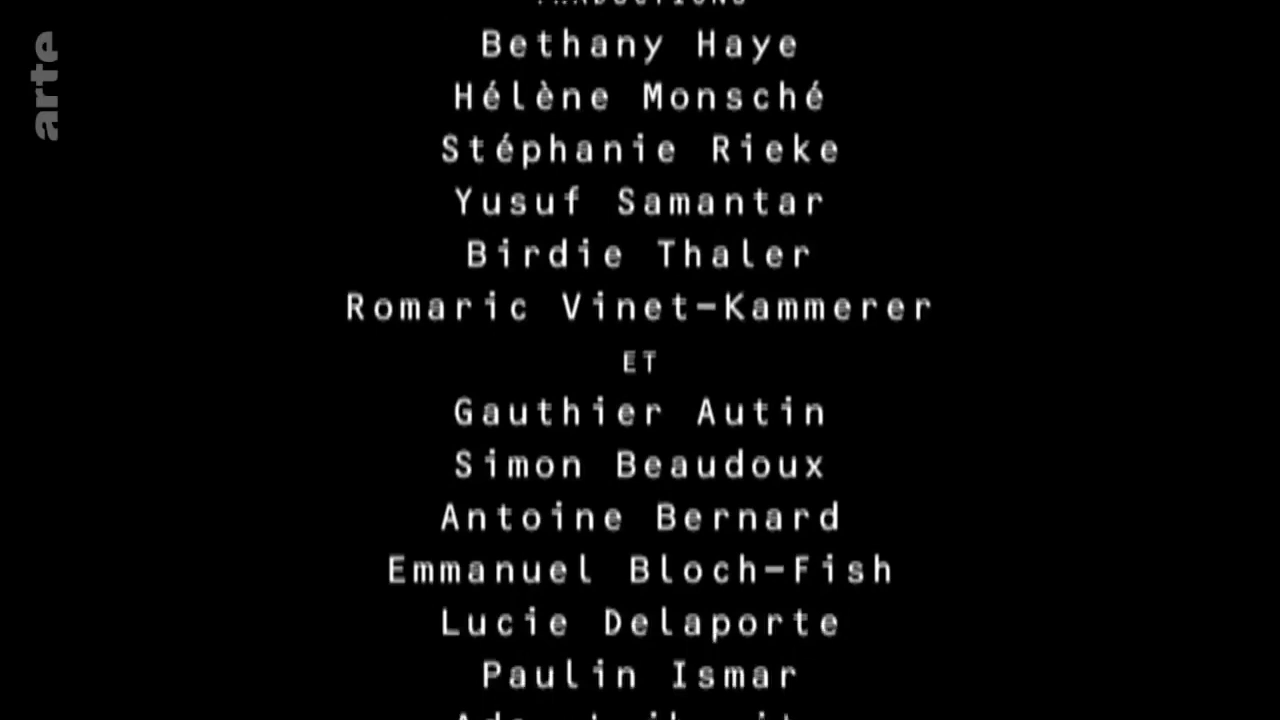 arte
Bethany Haye
Hélène Monsché
Stéphanie Rieke
Yusuf Samantar
Birdie Thaler
Romaric Vinet-Kammerer
ET
Gauthier Autin
Simon Beaudoux
Antoine Bernard
Emmanuel Bloch-Fish
Lucie Delaporte
Paulin Ismar